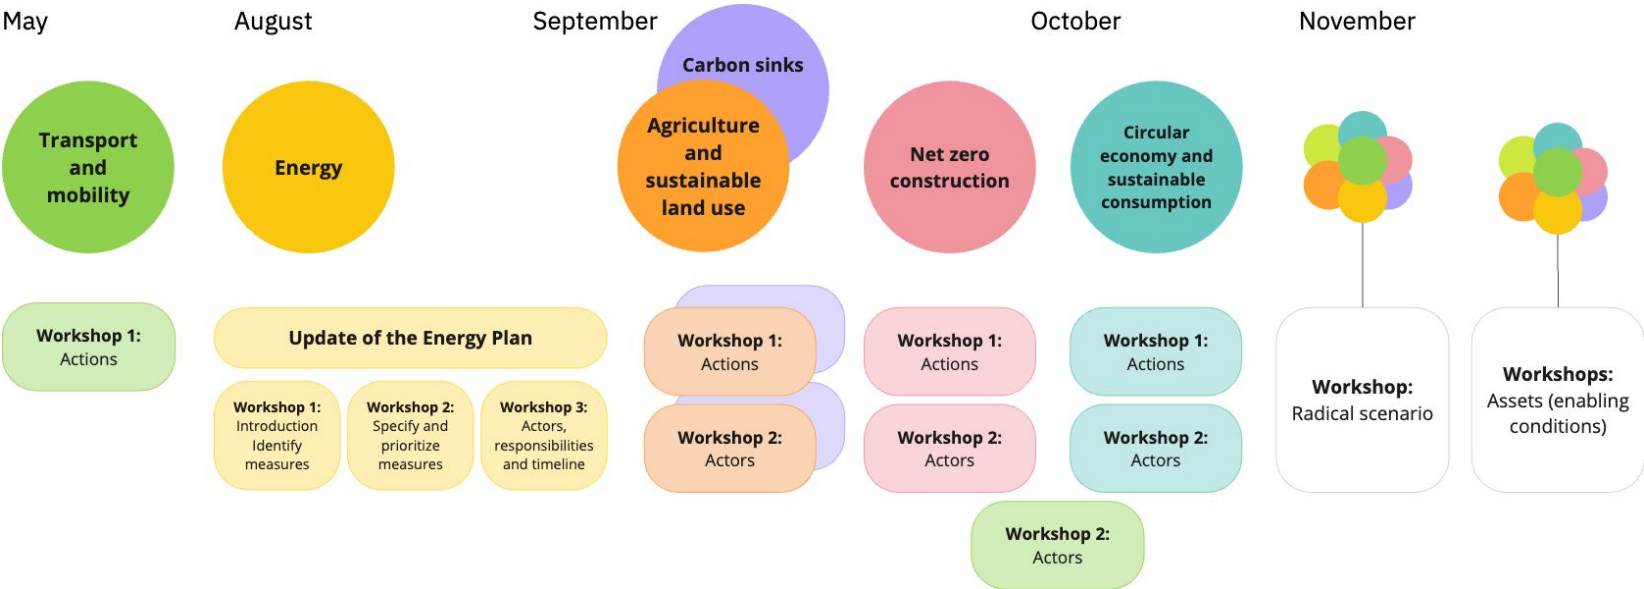 May
August
September
October
November
Transport
and
mobility
Energy
Carbon sinks
Agriculture
and
sustainable
land use
Net zero
construction
Circular
economy and
sustainable
consumption
Workshop 1:
Actions
Update of the Energy Plan
Workshop 1:
Introduction
Identify
measures
Workshop 2:
Specify and
prioritize
measures
Workshop 3:
Actors,
responsibilities
and timeline
Workshop 1:
Actions
Workshop 2:
Actors
Workshop 1:
Actions
Workshop 2:
Actors
Workshop 1:
Actions
Workshop 2:
Actors
Workshop 2:
Actors
Workshop:
Radical scenario
Workshops:
Assets (enabling
conditions)